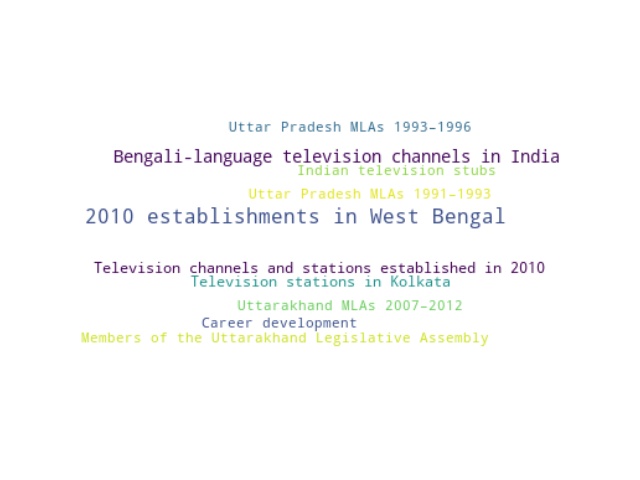 Uttar Pradesh MLAs 1993–1996
Bengali-language television channels in India
Indian television stubs
Uttar Pradesh MLAs 1991–1993
2010 establishments in West Bengal
Television channels and stations established in 2010
Television stations in Kolkata
Uttarakhand MLAs 2007–2012
Career development
Members of the Uttarakhand Legislative Assembly